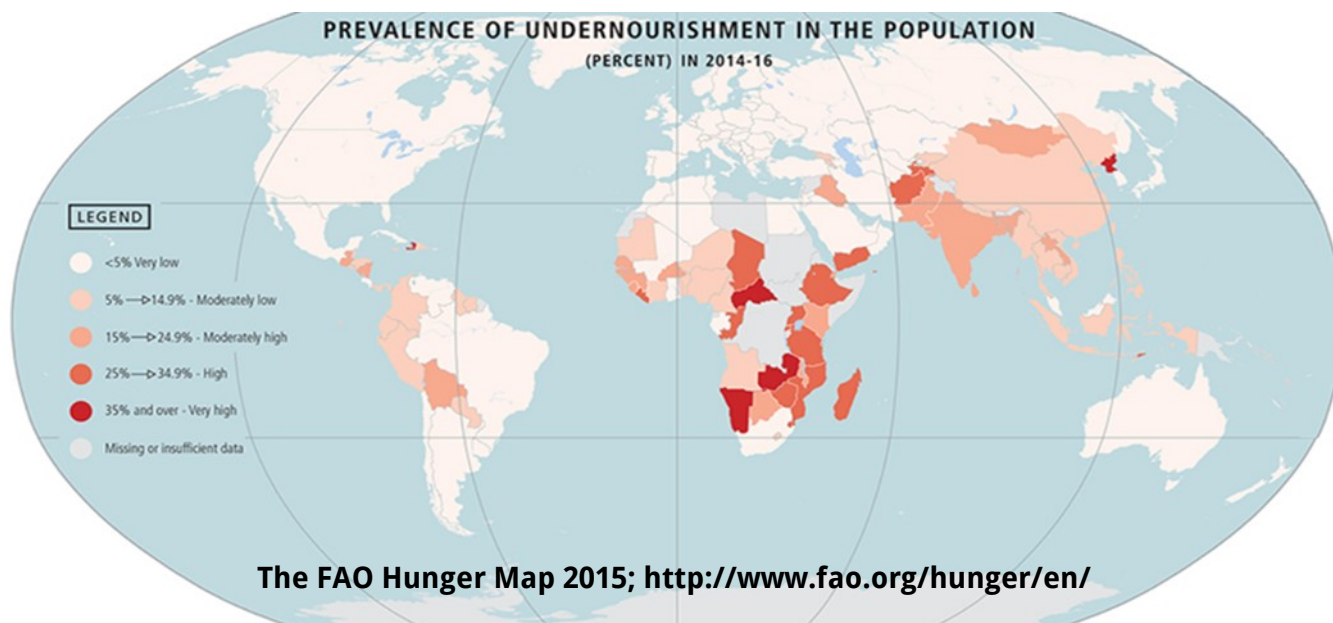 PREVALENCE OF UNDERNOURISHMENT IN THE POPULATION
(PERCENT) IN 2014-16
LEGEND
<5% Very low
5%—▷14.9% - Moderately low
15%—▷24.9% - Moderately high
25%—▷34.9% - High
35% and over - Very high
Missing or insufficient data
The FAO Hunger Map 2015; http://www.fao.org/hunger/en/